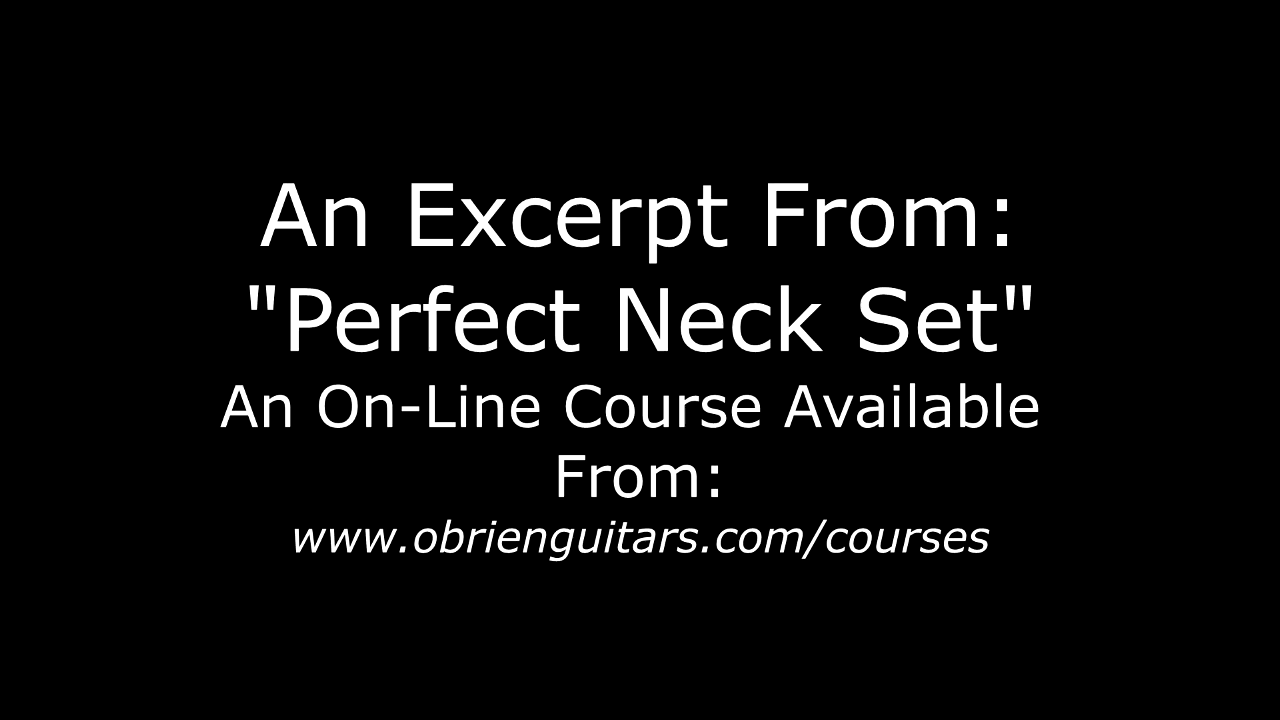 An Excerpt From:
"Perfect Neck Set"
An On-Line Course Available
From:
www.obrienguitars.com/courses